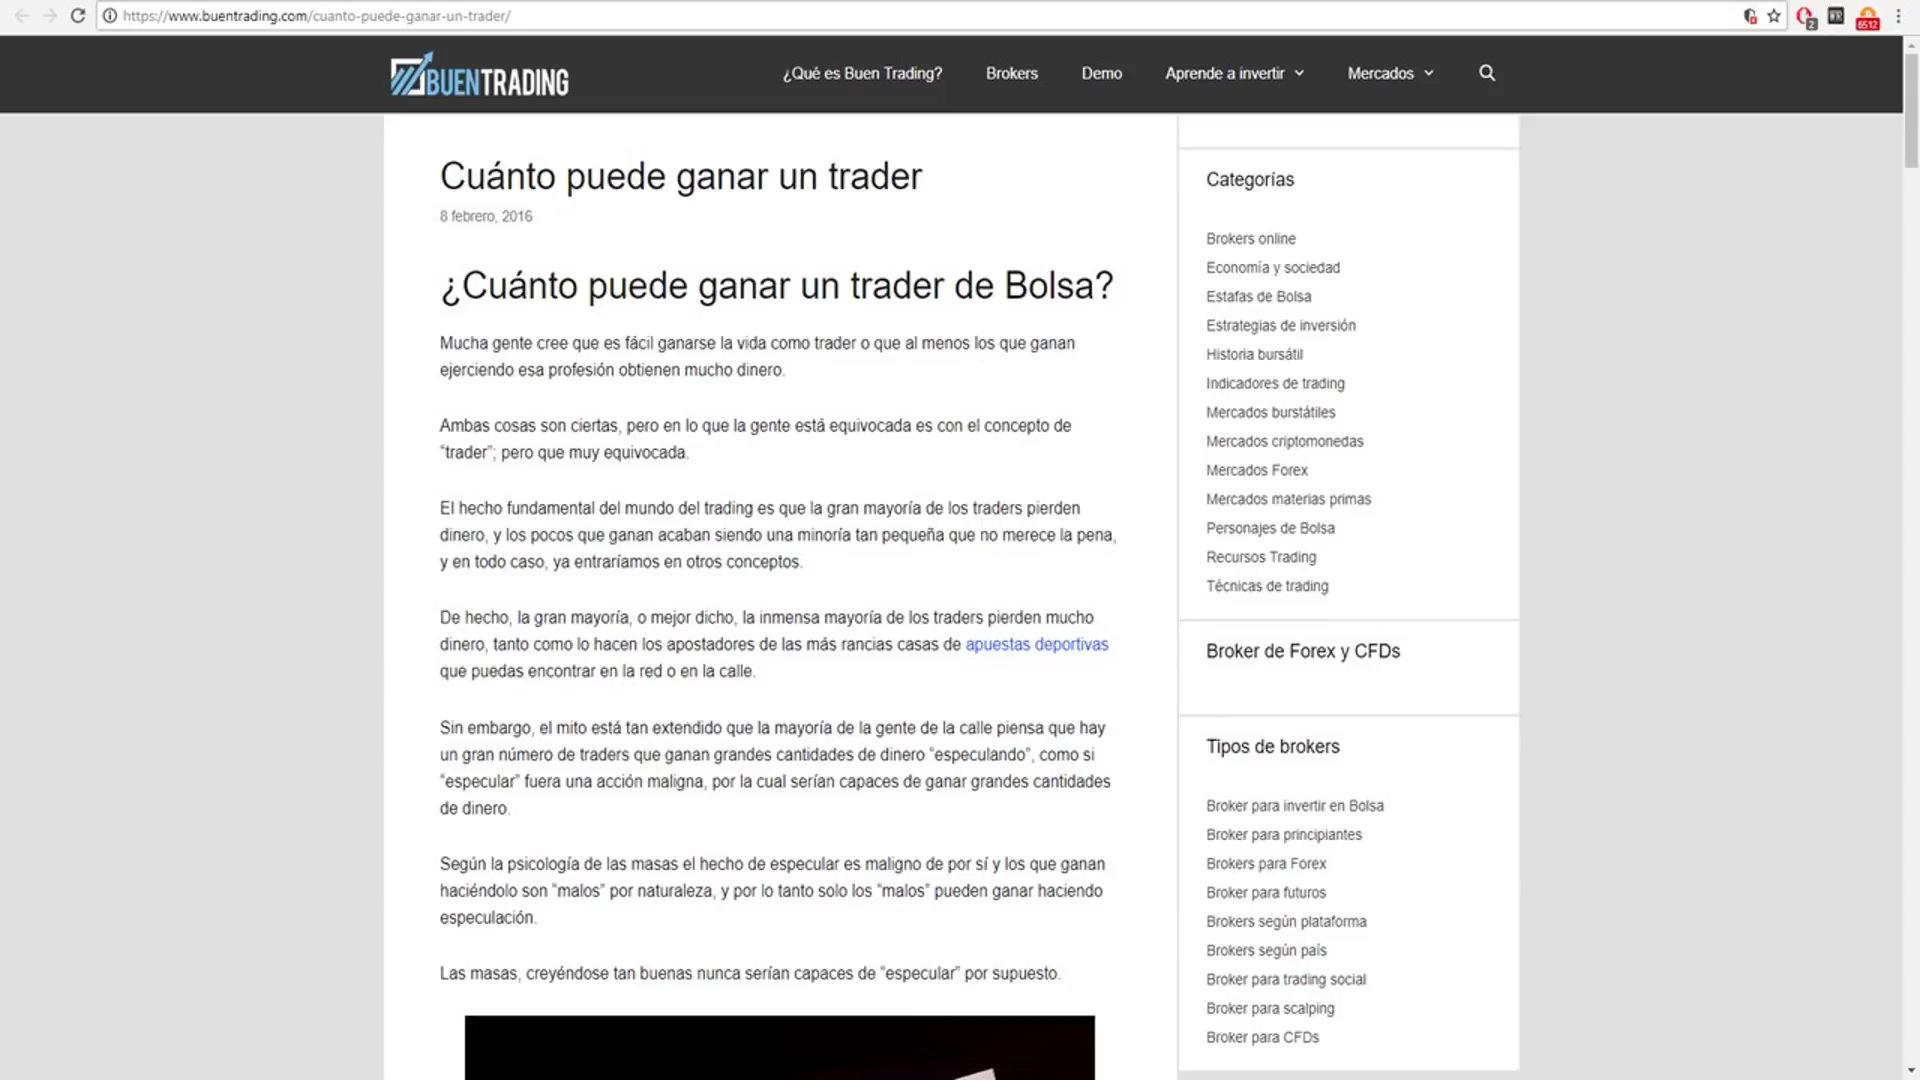 https://www.buentrading.com/cuanto-puede-ganar-un-trader/
2
6512
BUENTRADING
¿Qué es Buen Trading?
Brokers
Demo
Aprende a invertir
Mercados
Cuánto puede ganar un trader
8 febrero, 2016
¿Cuánto puede ganar un trader de Bolsa?
Mucha gente cree que es fácil ganarse la vida como trader o que al menos los que ganan
ejerciendo esa profesión obtienen mucho dinero.
Ambas cosas son ciertas, pero en lo que la gente está equivocada es con el concepto de
“trader”; pero que muy equivocada.
El hecho fundamental del mundo del trading es que la gran mayoría de los traders pierden
dinero, y los pocos que ganan acaban siendo una minoría tan pequeña que no merece la pena,
y en todo caso, ya entraríamos en otros conceptos.
De hecho, la gran mayoría, o mejor dicho, la inmensa mayoría de los traders pierden mucho
dinero, tanto como lo hacen los apostadores de las más rancias casas de apuestas deportivas
que puedas encontrar en la red o en la calle.
Sin embargo, el mito está tan extendido que la mayoría de la gente de la calle piensa que hay
un gran número de traders que ganan grandes cantidades de dinero “especulando”, como si
“especular” fuera una acción maligna, por la cual serían capaces de ganar grandes cantidades
de dinero.
Según la psicología de las masas el hecho de especular es maligno de por sí y los que ganan
haciéndolo son “malos” por naturaleza, y por lo tanto solo los “malos” pueden ganar haciendo
especulación.
Las masas, creyéndose tan buenas nunca serían capaces de “especular” por supuesto.
Categorías
Brokers online
Economía y sociedad
Estafas de Bolsa
Estrategias de inversión
Historia bursátil
Indicadores de trading
Mercados burstátiles
Mercados criptomonedas
Mercados Forex
Mercados materias primas
Personajes de Bolsa
Recursos Trading
Técnicas de trading
Broker de Forex y CFDs
Tipos de brokers
Broker para invertir en Bolsa
Broker para principiantes
Brokers para Forex
Broker para futuros
Brokers según plataforma
Brokers según país
Broker para trading social
Broker para scalping
Broker para CFDs